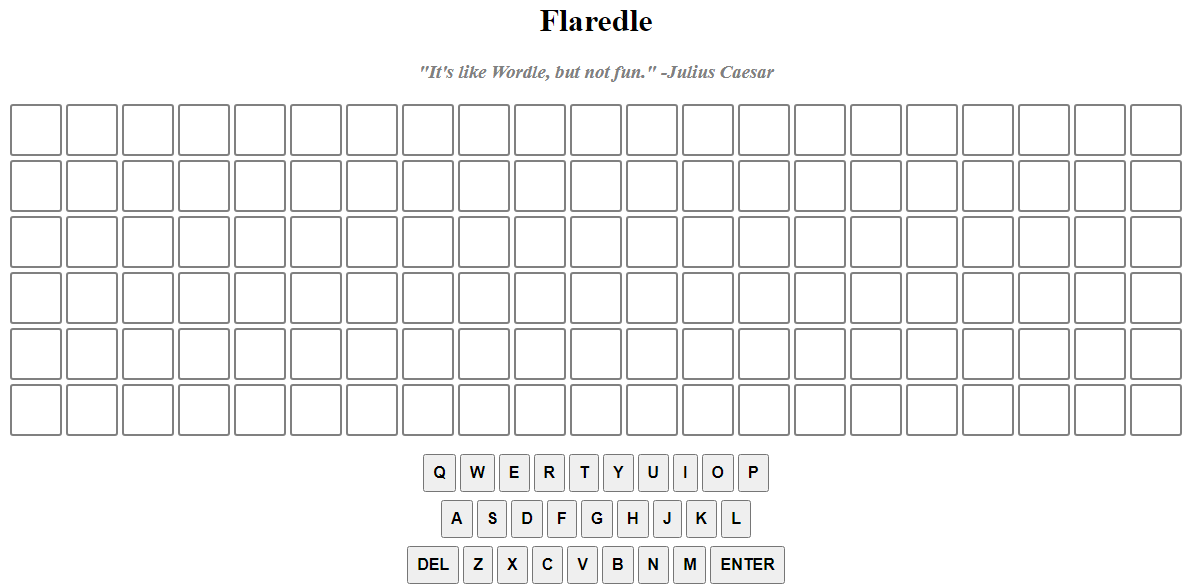 Flaredle
"It's like Wordle, but not fun." -Julius Caesar
Q W E R T Y U I O P
A S D F G H J K L
DEL Z X C V B N M ENTER